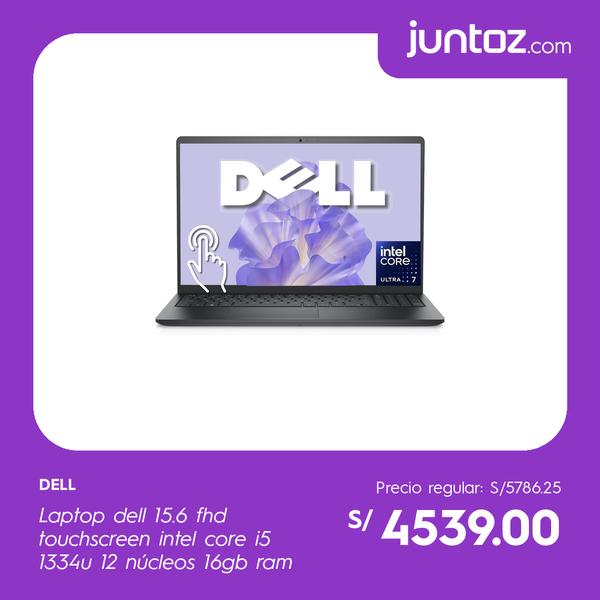 juntoz.com
DELL
intel
CORE
ULTRA 7
DELL
Laptop dell 15.6 fhd
touchscreen intel core i5
1334u 12 núcleos 16gb ram
Precio regular: S/5786.25
S/ 4539.00